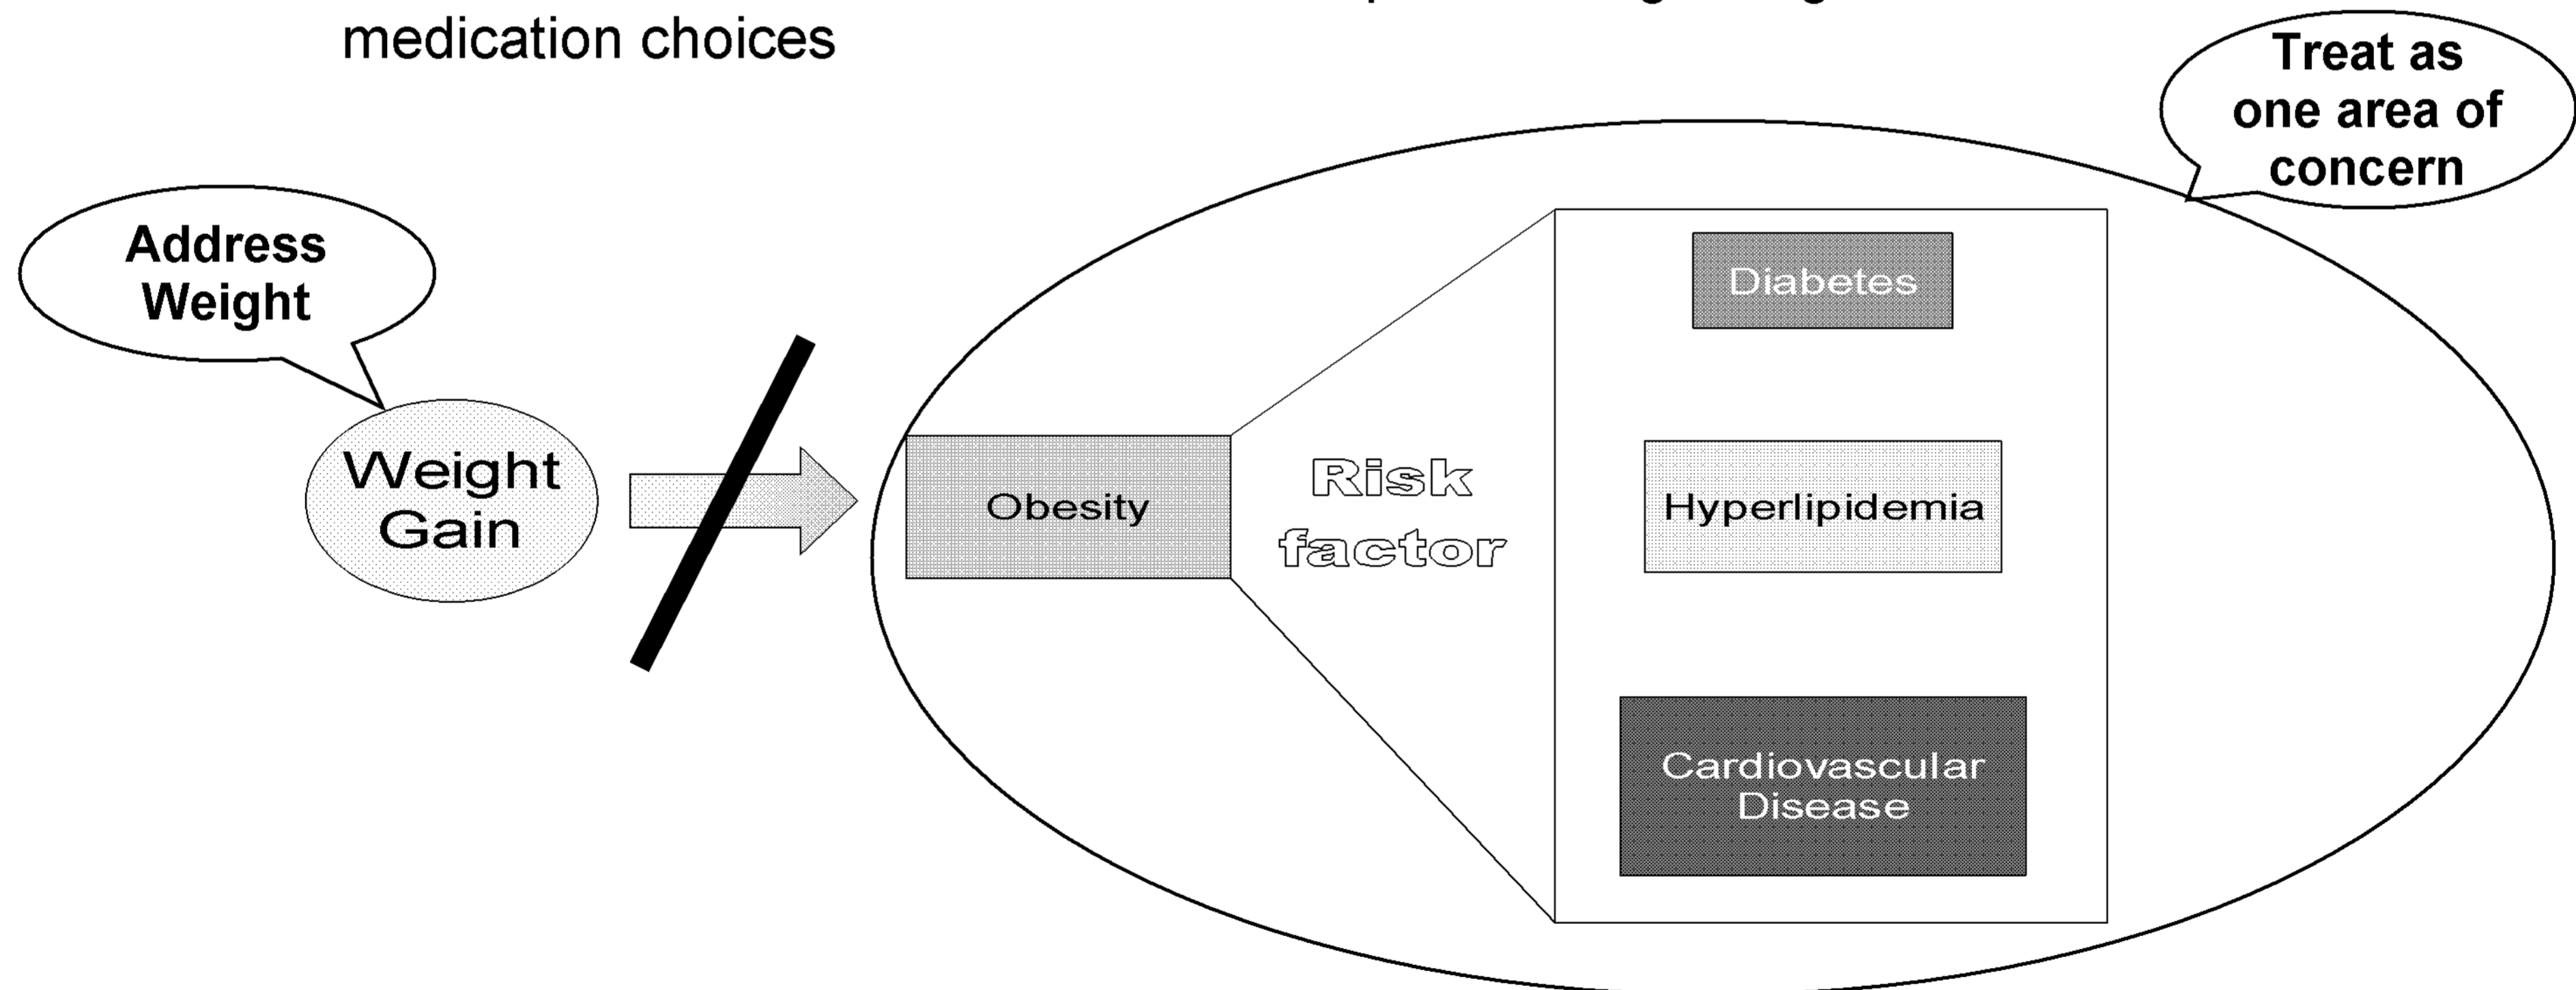 medication choices
Treat as
one area of
concern
Address
Weight
Diabetes
Weight
Gain
Obesity
Risk
factor
Hyperlipidemia
Cardiovascular
Disease